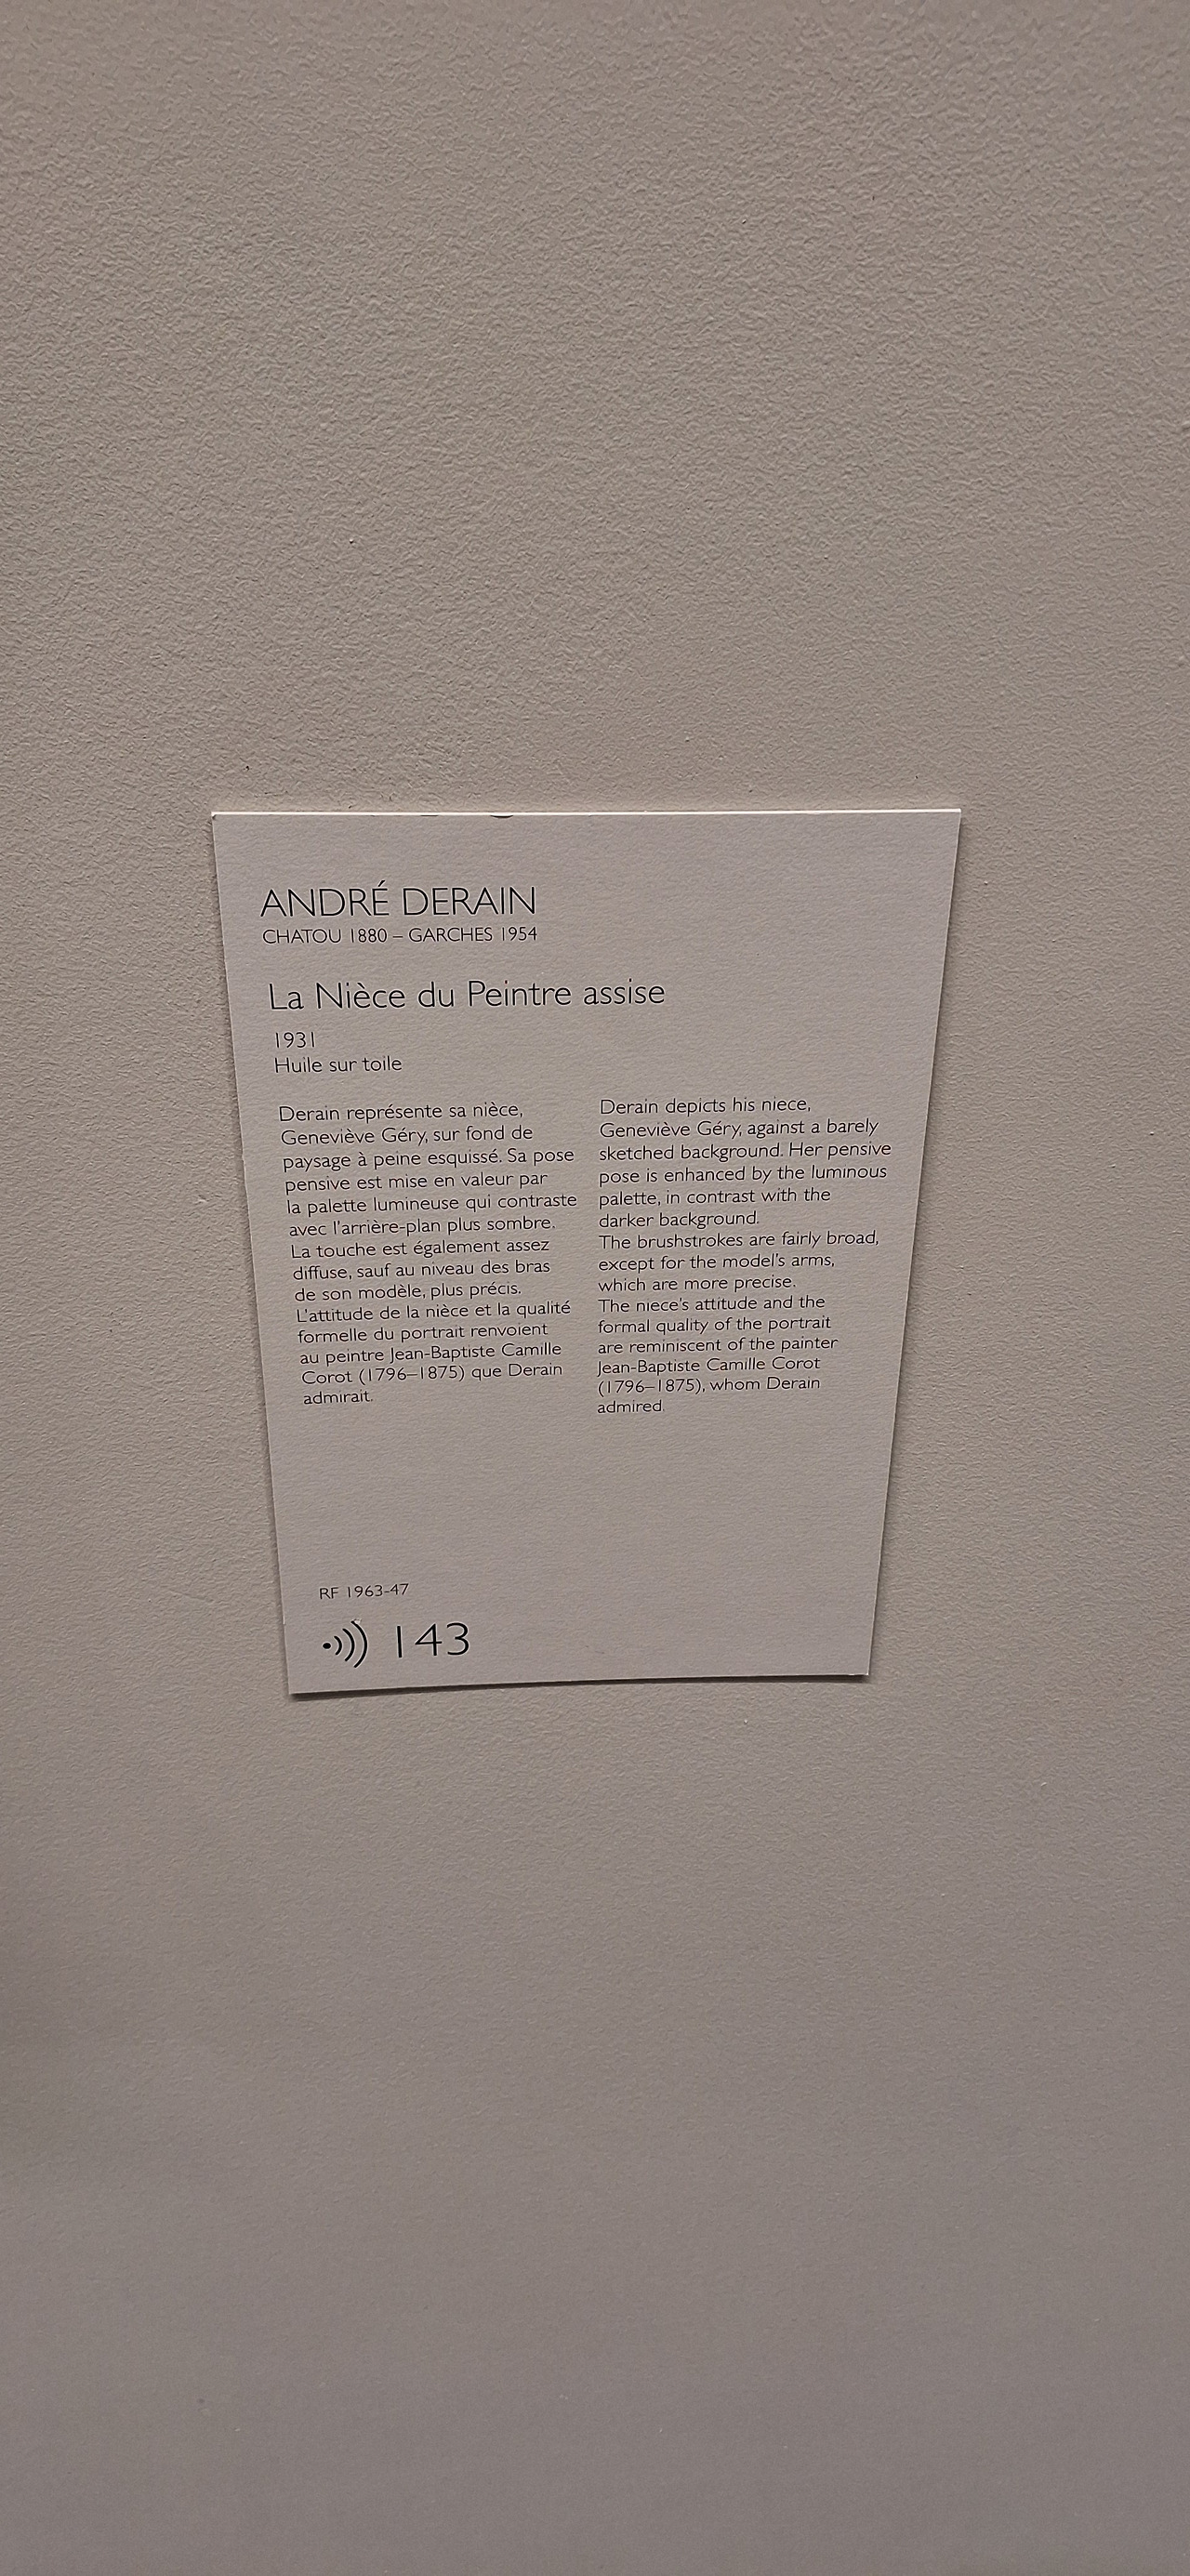 ANDRÉ DERAIN
CHATOU 1880 – GARCHES 1954
La Nièce du Peintre assise
1931
Huile sur toile
Derain représente sa nièce,
Geneviève Géry, sur fond de
paysage à peine esquissé. Sa pose
pensive est mise en valeur par
la palette lumineuse qui contraste
avec l'arrière-plan plus sombre.
La touche est également assez
diffuse, sauf au niveau des bras
de son modèle, plus précis.
L'attitude de la nièce et la qualité
formelle du portrait renvoient
au peintre Jean-Baptiste Camille
Corot (1796–1875) que Derain
admirait.
Derain depicts his niece,
Geneviève Géry, against a barely
sketched background. Her pensive
pose is enhanced by the luminous
palette, in contrast with the
darker background.
The brushstrokes are fairly broad,
except for the model's arms,
which are more precise.
The niece's attitude and the
formal quality of the portrait
are reminiscent of the painter
Jean-Baptiste Camille Corot
(1796–1875), whom Derain
admired.
RF 1963-47
143